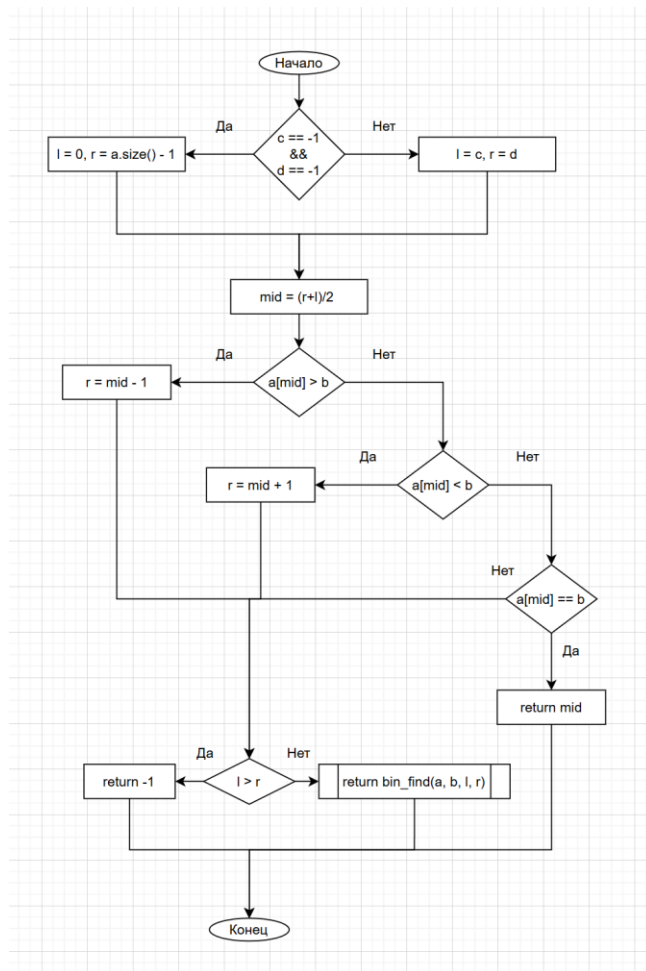 Начало
Да
Нет
c == -1
&&
d == -1
l = 0, r = a.size() - 1
l = c, r = d
mid = (r+l)/2
Да
Нет
r = mid - 1
a[mid] > b
Да
Нет
r = mid + 1
a[mid] < b
Нет
a[mid] == b
Да
return mid
Да
Нет
return -1
l > r
return bin_find(a, b, l, r)
Конец